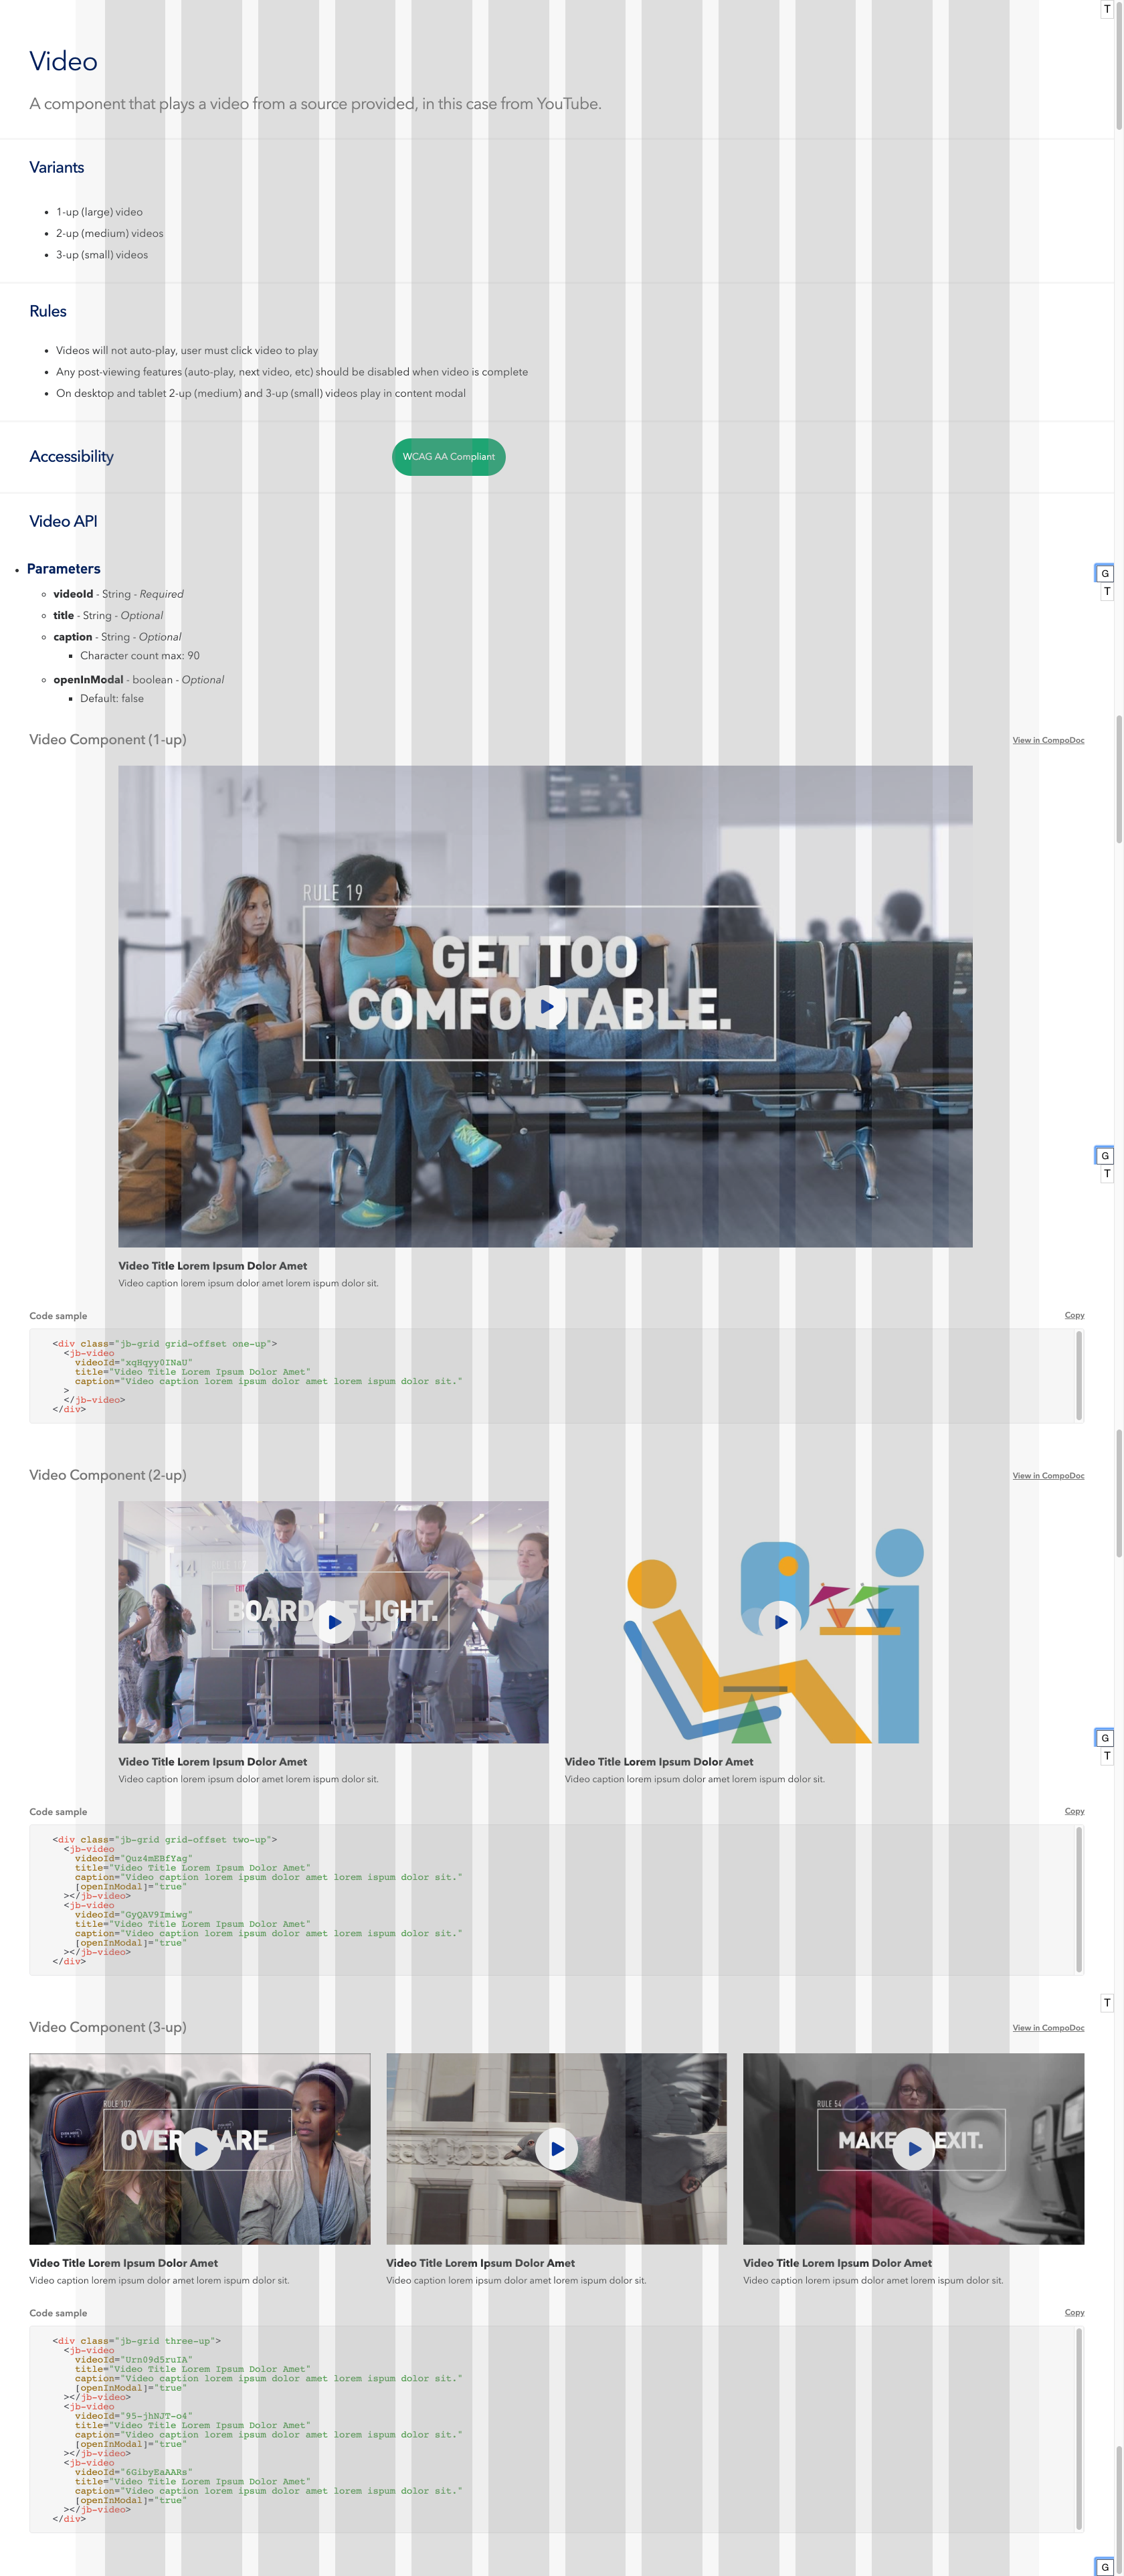 T
Video
A component that plays a video from a source provided, in this case from YouTube.
Variants
1-up (large) video
2-up (medium) videos
3-up (small) videos
Rules
Videos will not auto-play, user must click video to play
Any post-viewing features (auto-play, next video, etc) should be disabled when video is complete
On desktop and tablet 2-up (medium) and 3-up (small) videos play in content modal
Accessibility
WCAG AA Compliant
Video API
Parameters
G
T
videoId - String - Required
title - String - Optional
caption - String - Optional
Character count max: 90
openInModal - boolean - Optional
Default: false
Video Component (1-up)
View in CompoDoc
14
RULE 19
GET TOO
COMFORTABLE.
G
T
Video Title Lorem Ipsum Dolor Amet
Video caption lorem ipsum dolor amet lorem ispum dolor sit.
Code sample
Copy
<div class="jb-grid grid-offset one-up">
<jb-video
videoId="xqHqyy0INaU"
title="Video Title Lorem Ipsum Dolor Amet"
caption="Video caption lorem ipsum dolor amet lorem ispum dolor sit."
>
</jb-video>
</div>
Video Component (2-up)
View in CompoDoc
14
EXIT
BOARD FLIGHT.
G
T
Video Title Lorem Ipsum Dolor Amet
Video caption lorem ipsum dolor amet lorem ispum dolor sit.
Video Title Lorem Ipsum Dolor Amet
Video caption lorem ipsum dolor amet lorem ispum dolor sit.
Code sample
Copy
<div class="jb-grid grid-offset two-up">
<jb-video
videoId="Quz4mEBfYag"
title="Video Title Lorem Ipsum Dolor Amet"
caption="Video caption lorem ipsum dolor amet lorem ispum dolor sit."
[openInModal]="true"
></jb-video>
<jb-video
videoId="GyQAV9Imiwg"
title="Video Title Lorem Ipsum Dolor Amet"
caption="Video caption lorem ipsum dolor amet lorem ispum dolor sit."
[openInModal]="true"
></jb-video>
</div>
T
Video Component (3-up)
View in CompoDoc
RULE 107
RULE 54
MAKE EXIT.
Video Title Lorem Ipsum Dolor Amet
Video caption lorem ipsum dolor amet lorem ispum dolor sit.
Video Title Lorem Ipsum Dolor Amet
Video caption lorem ipsum dolor amet lorem ispum dolor sit.
Video Title Lorem Ipsum Dolor Amet
Video caption lorem ipsum dolor amet lorem ispum dolor sit.
Code sample
Copy
<div class="jb-grid three-up">
<jb-video
videoId="Urn09d5ruIA"
title="Video Title Lorem Ipsum Dolor Amet"
caption="Video caption lorem ipsum dolor amet lorem ispum dolor sit."
[openInModal]="true"
></jb-video>
<jb-video
videoId="95-jhNJT-o4"
title="Video Title Lorem Ipsum Dolor Amet"
caption="Video caption lorem ipsum dolor amet lorem ispum dolor sit."
[openInModal]="true"
></jb-video>
<jb-video
videoId="6GibyEaAARs"
title="Video Title Lorem Ipsum Dolor Amet"
caption="Video caption lorem ipsum dolor amet lorem ispum dolor sit."
[openInModal]="true"
></jb-video>
</div>
G